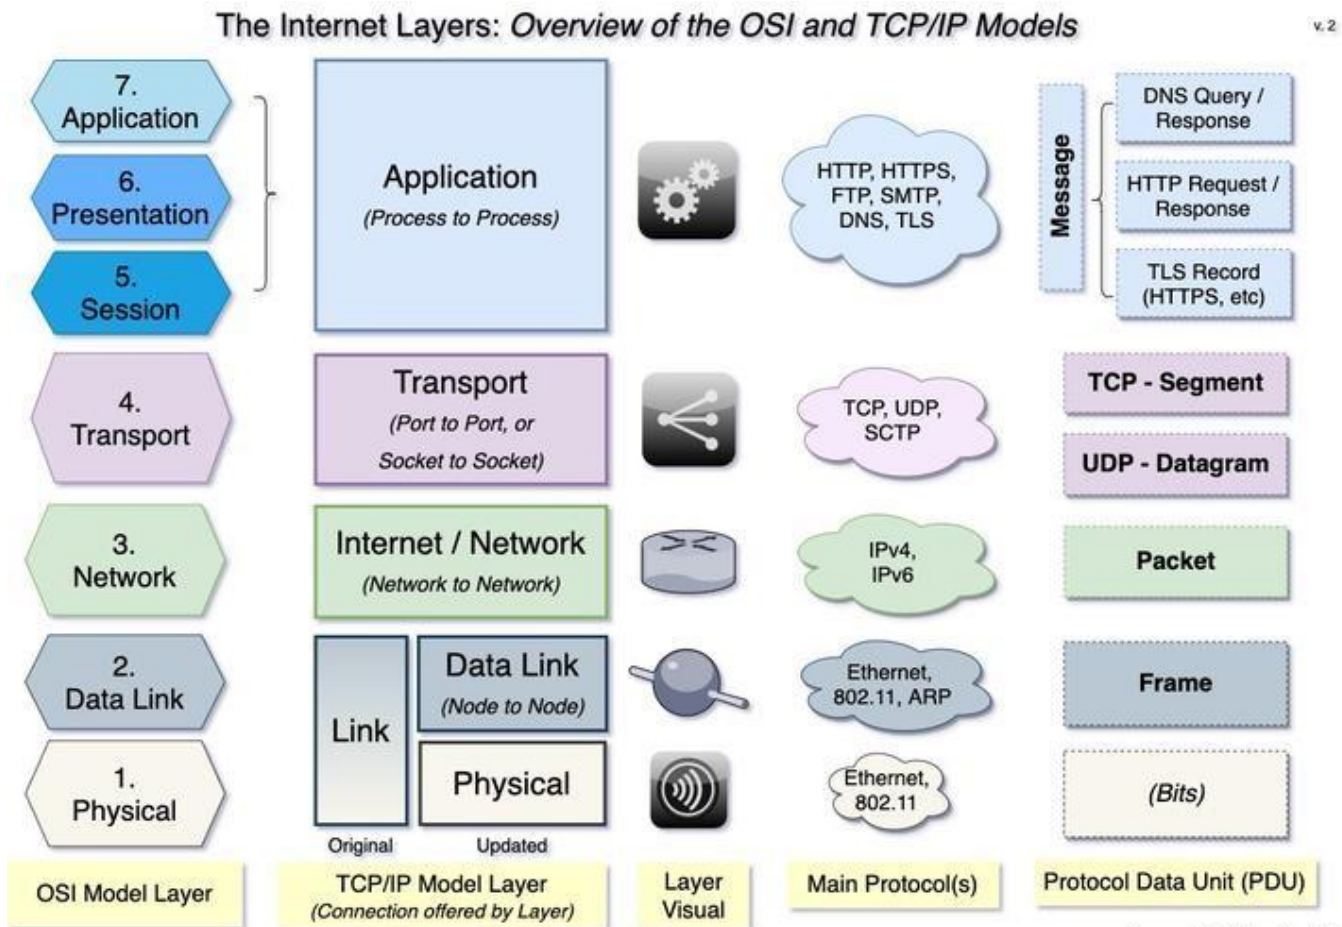 The Internet Layers: Overview of the OSI and TCP/IP Models
v. 2
7.
Application
6.
Presentation
5.
Session
4.
Transport
3.
Network
2.
Data Link
1.
Physical
OSI Model Layer
Application
(Process to Process)
Transport
(Port to Port, or
Socket to Socket)
Internet / Network
(Network to Network)
Link
Data Link
(Node to Node)
Physical
Original
Updated
TCP/IP Model Layer
(Connection offered by Layer)
Layer
Visual
HTTP, HTTPS,
FTP, SMTP,
DNS, TLS
TCP, UDP,
SCTP
IPv4,
IPv6
Ethernet,
802.11, ARP
Ethernet,
802.11
Main Protocol(s)
Message
DNS Query /
Response
HTTP Request /
Response
TLS Record
(HTTPS, etc)
TCP - Segment
UDP - Datagram
Packet
Frame
(Bits)
Protocol Data Unit (PDU)